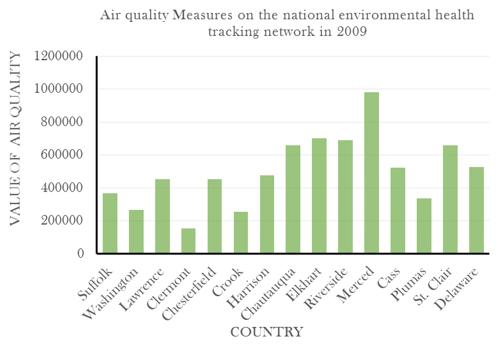 Air quality Measures on the national environmental health
tracking network in 2009
VALUE OF AIR QUALITY
1200000
1000000
800000
600000
400000
200000
0
Suffolk
Washington
Lawrence
Clermont
Chesterfield
Crook
Harrison
Chautauqua
Elkhart
Riverside
Merced
Cass
Plumas
St. Clair
Delaware
COUNTRY